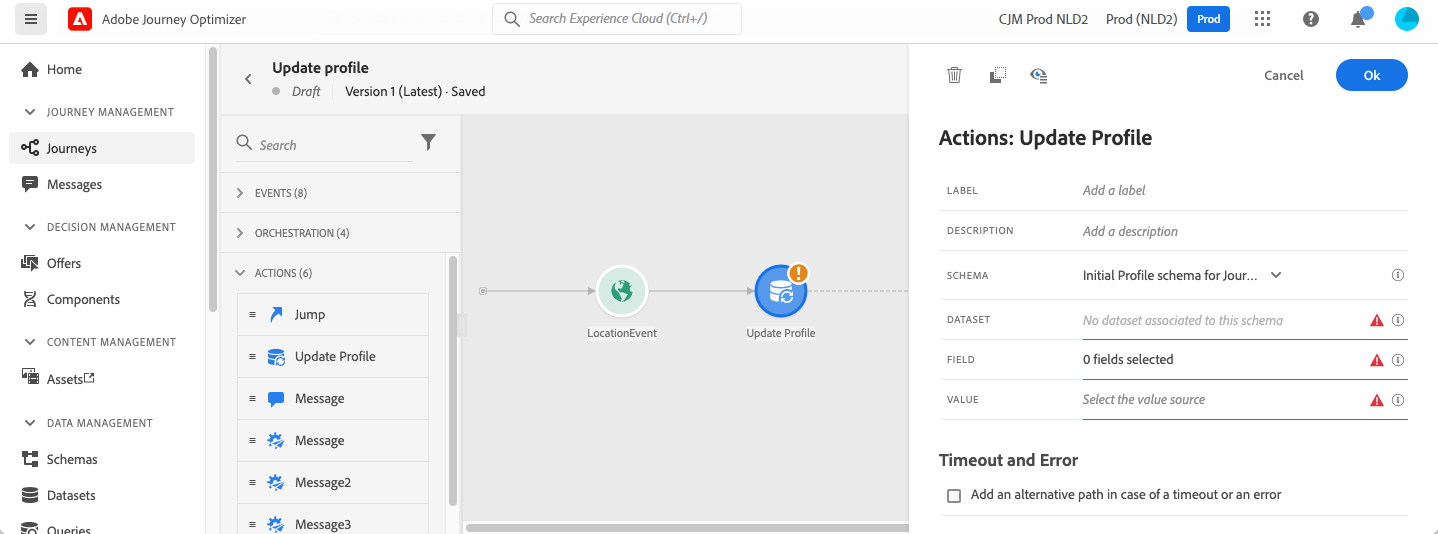 Adobe Journey Optimizer
Search Experience Cloud (Ctrl+/)
CJM Prod NLD2
Prod (NLD2)
Prod
Home
JOURNEY MANAGEMENT
Journeys
Messages
DECISION MANAGEMENT
Offers
Components
CONTENT MANAGEMENT
Assets
DATA MANAGEMENT
Schemas
Datasets
Queries
Update profile
Draft
Version 1 (Latest) · Saved
Search
EVENTS (8)
ORCHESTRATION (4)
ACTIONS (6)
Jump
Update Profile
Message
Message
Message2
Message3
LocationEvent
Update Profile
Cancel
Ok
Actions: Update Profile
LABEL
Add a label
DESCRIPTION
Add a description
SCHEMA
Initial Profile schema for Jour...
DATASET
No dataset associated to this schema
FIELD
0 fields selected
VALUE
Select the value source
Timeout and Error
Add an alternative path in case of a timeout or an error